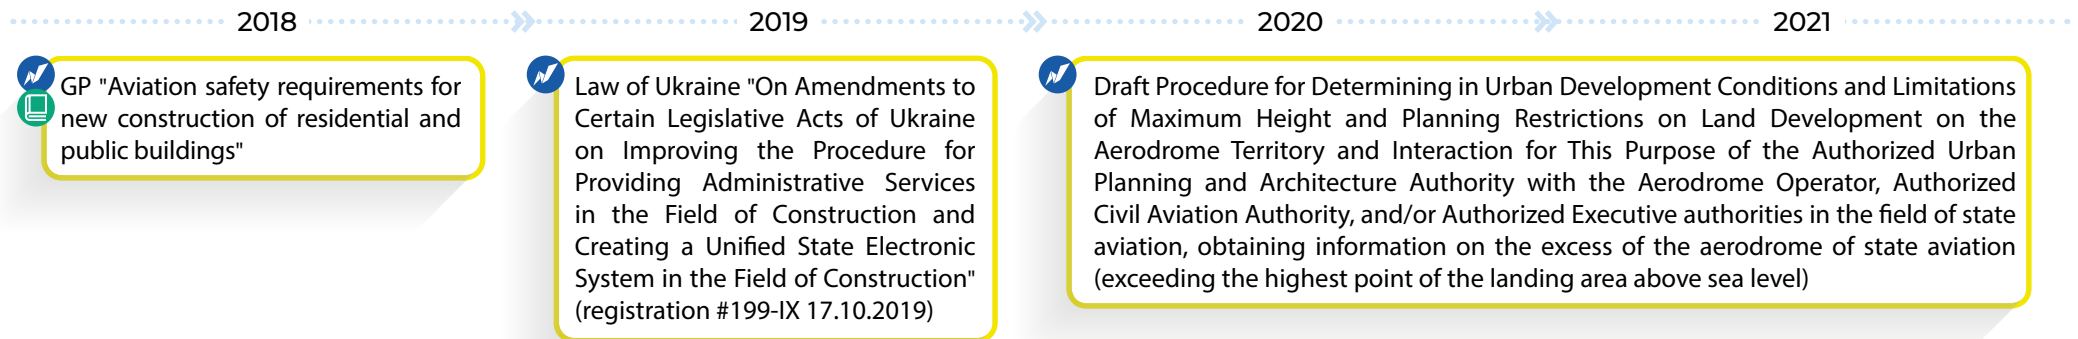 2018
2019
2020
2021
GP "Aviation safety requirements for
new construction of residential and
public buildings"
Law of Ukraine "On Amendments to
Certain Legislative Acts of Ukraine
on Improving the Procedure for
Providing Administrative Services
in the Field of Construction and
Creating a Unified State Electronic
System in the Field of Construction"
(registration #199-IX 17.10.2019)
Draft Procedure for Determining in Urban Development Conditions and Limitations
of Maximum Height and Planning Restrictions on Land Development on the
Aerodrome Territory and Interaction for This Purpose of the Authorized Urban
Planning and Architecture Authority with the Aerodrome Operator, Authorized
Civil Aviation Authority, and/or Authorized Executive authorities in the field of state
aviation, obtaining information on the excess of the aerodrome of state aviation
(exceeding the highest point of the landing area above sea level)